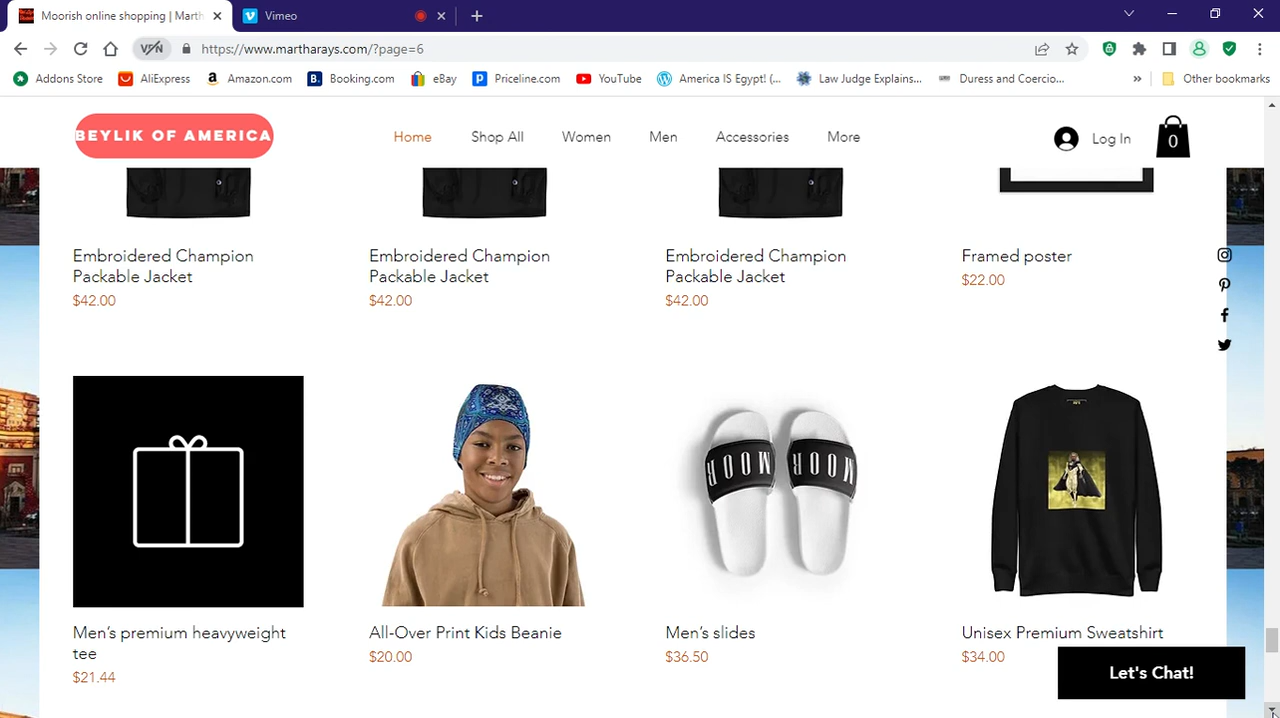 Moorish online shopping | Marth
Vimeo
VPN
https://www.martharays.com/?page=6
Addons Store
AliExpress
Amazon.com
Booking.com
eBay
Priceline.com
YouTube
America IS Egypt! (...
Law Judge Explains...
Duress and Coercio...
Other bookmarks
BEYLIK OF AMERICA
Home
Shop All
Women
Men
Accessories
More
Log In
0
Embroidered Champion
Packable Jacket
$42.00
Embroidered Champion
Packable Jacket
$42.00
Embroidered Champion
Packable Jacket
$42.00
Framed poster
$22.00
MOOR
MOOR
Men's premium heavyweight
tee
$21.44
All-Over Print Kids Beanie
$20.00
Men's slides
$36.50
Unisex Premium Sweatshirt
$34.00
Let's Chat!